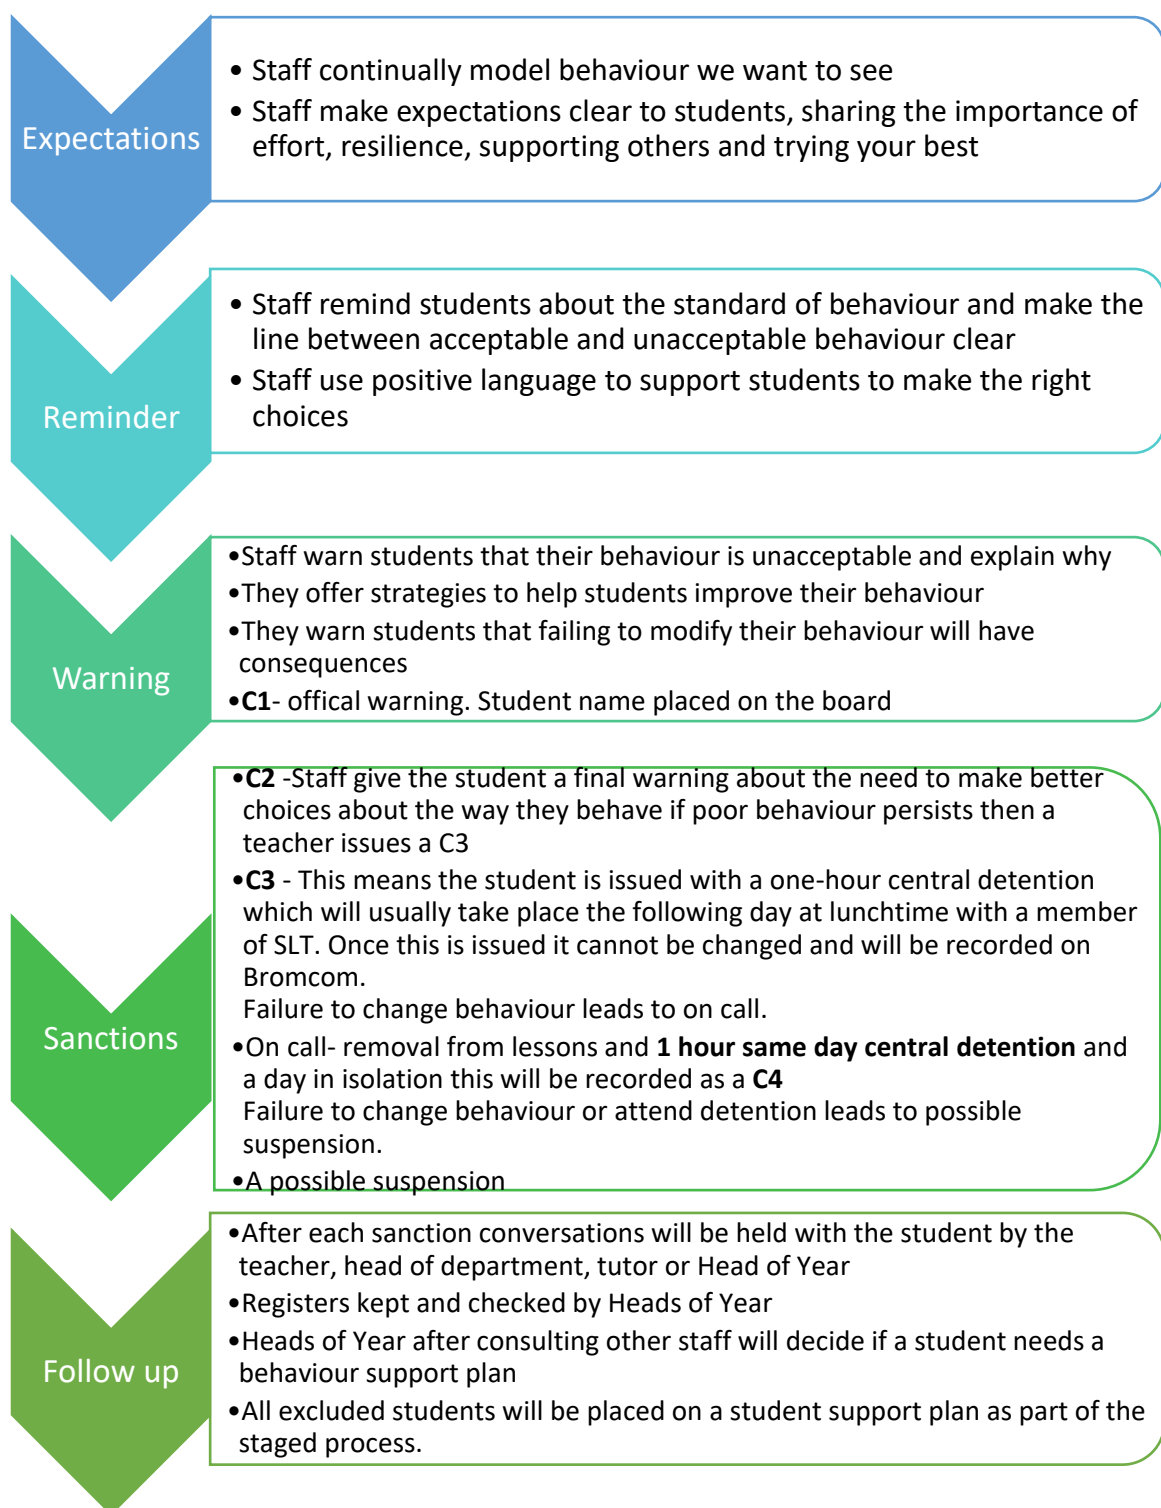 Expectations
• Staff continually model behaviour we want to see
• Staff make expectations clear to students, sharing the importance of
effort, resilience, supporting others and trying your best
Reminder
• Staff remind students about the standard of behaviour and make the
line between acceptable and unacceptable behaviour clear
• Staff use positive language to support students to make the right
choices
Warning
•Staff warn students that their behaviour is unacceptable and explain why
•They offer strategies to help students improve their behaviour
•They warn students that failing to modify their behaviour will have
consequences
•C1- offical warning. Student name placed on the board
Sanctions
•C2 -Staff give the student a final warning about the need to make better
choices about the way they behave if poor behaviour persists then a
teacher issues a C3
•C3 - This means the student is issued with a one-hour central detention
which will usually take place the following day at lunchtime with a member
of SLT. Once this is issued it cannot be changed and will be recorded on
Bromcom.
Failure to change behaviour leads to on call.
•On call- removal from lessons and 1 hour same day central detention and
a day in isolation this will be recorded as a C4
Failure to change behaviour or attend detention leads to possible
suspension.
•A possible suspension
Follow up
•After each sanction conversations will be held with the student by the
teacher, head of department, tutor or Head of Year
•Registers kept and checked by Heads of Year
•Heads of Year after consulting other staff will decide if a student needs a
behaviour support plan
•All excluded students will be placed on a student support plan as part of the
staged process.